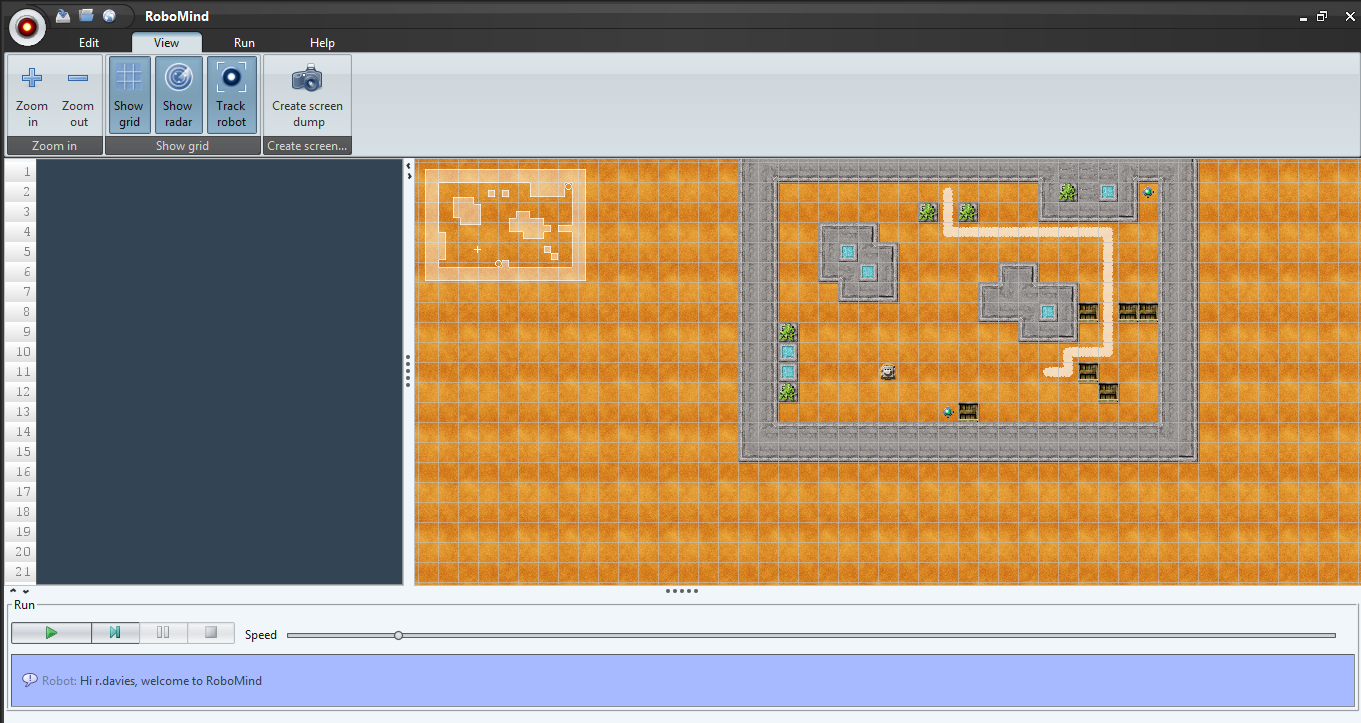 RoboMind
Edit View Run Help
Zoom in
Zoom out
Show grid
Show radar
Track robot
Create screen dump
Zoom in
Show grid
Create screen...
1
2
3
4
5
6
7
8
9
10
11
12
13
14
15
16
17
18
19
20
21
Run
Speed
Robot: Hi r.davies, welcome to RoboMind